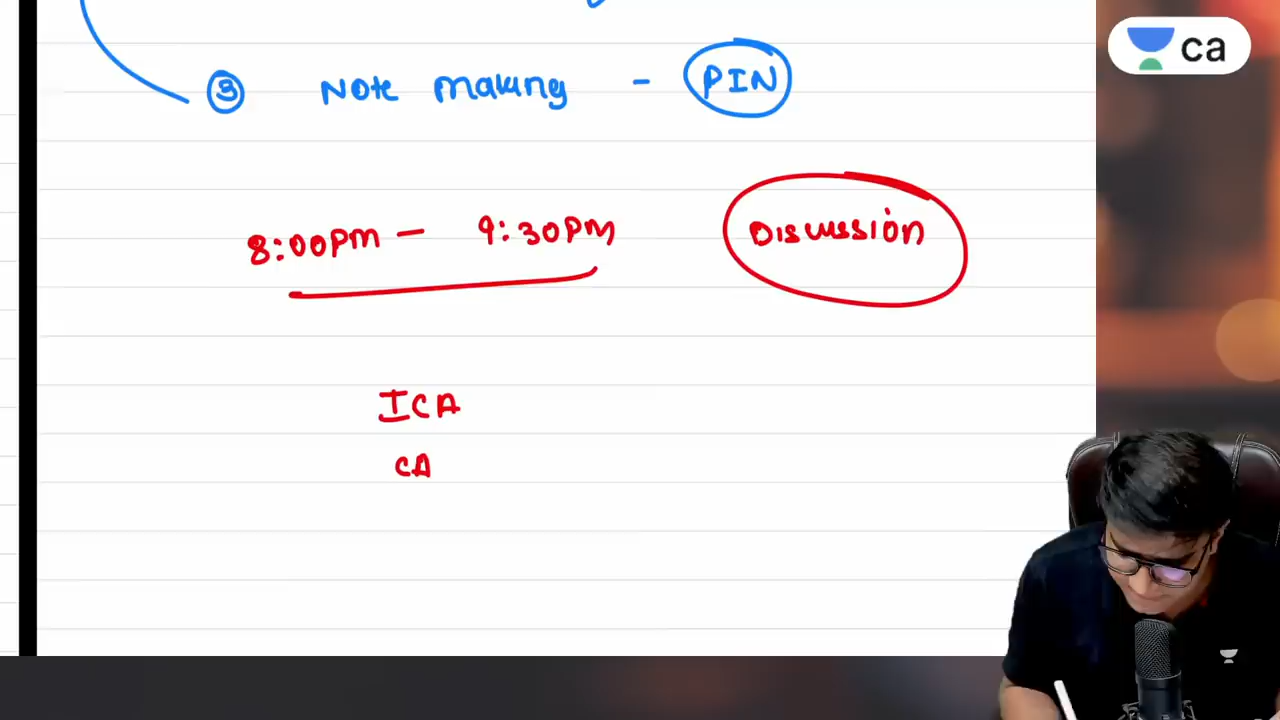 ca
③ Note making - PIN
8:00pm - 9:30pm Discussion
ICA
CA